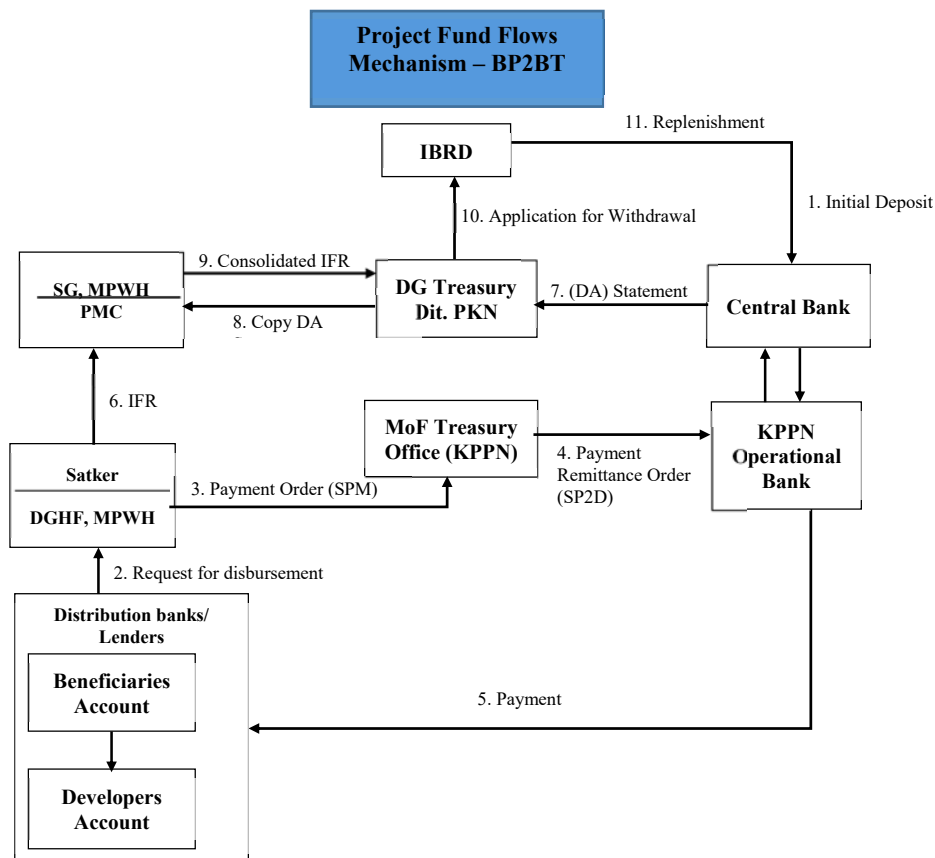 Project Fund Flows
Mechanism – BP2BT
11. Replenishment
IBRD
1. Initial Deposit
10. Application for Withdrawal
9. Consolidated IFR
SG, MPWH
PMC
DG Treasury
Dit. PKN
7. (DA) Statement
Central Bank
8. Copy DA
6. IFR
MoF Treasury
Office (KPPN)
KPPN
Operational
Bank
4. Payment
Remittance Order
(SP2D)
Satker
3. Payment Order (SPM)
DGHF, MPWH
2. Request for disbursement
Distribution banks/
Lenders
Beneficiaries
Account
5. Payment
Developers
Account